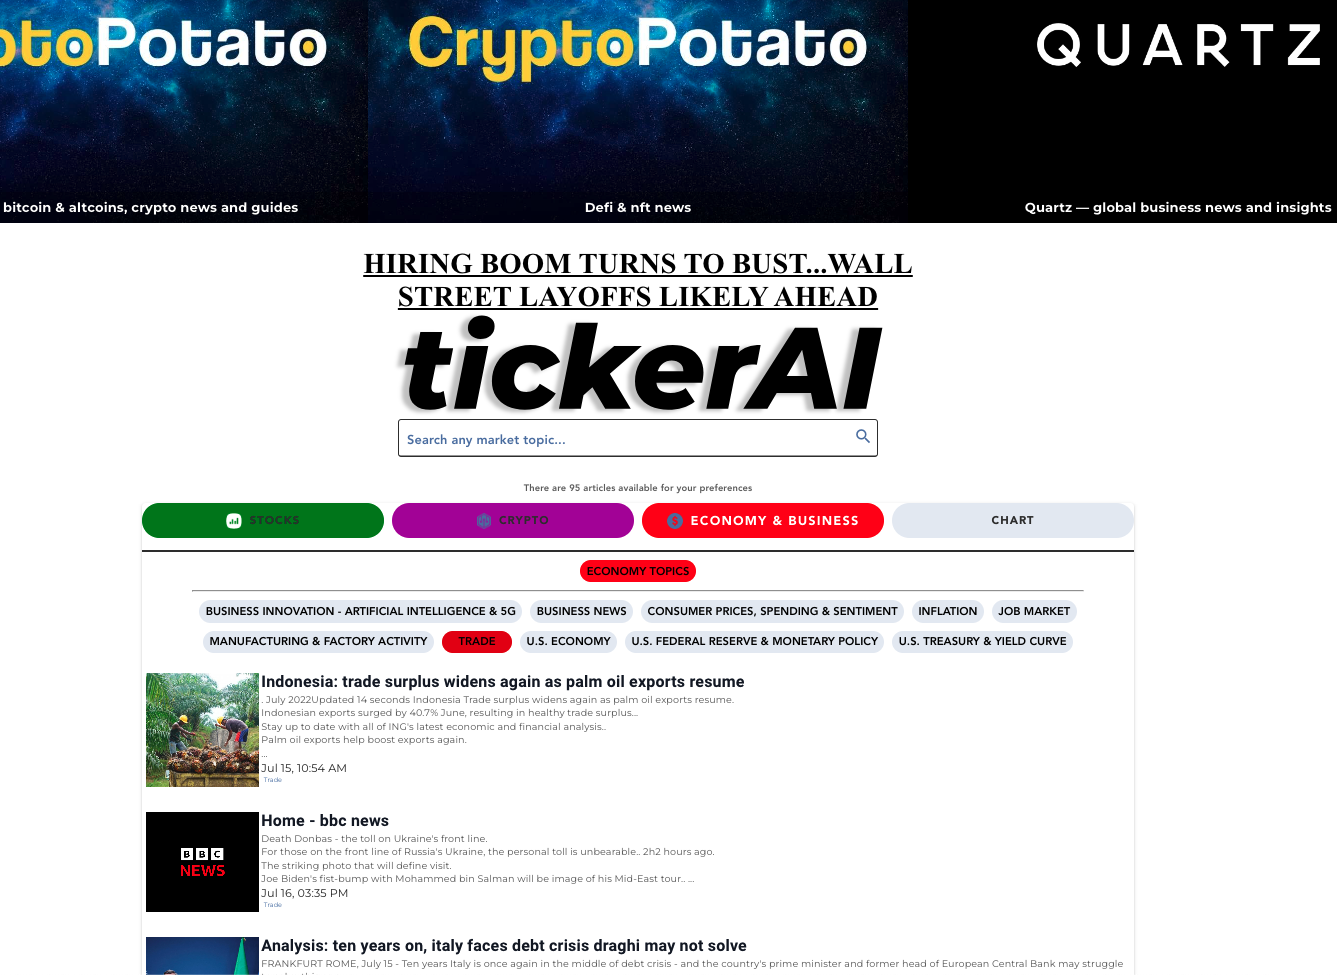 ptoPotato
CryptoPotato
QUARTZ
bitcoin & altcoins, crypto news and guides
Defi & nft news
Quartz — global business news and insights
HIRING BOOM TURNS TO BUST...WALL
STREET LAYOFFS LIKELY AHEAD
tickerAI
Search any market topic...
There are 95 articles available for your preferences
STOCKS
CRYPTO
ECONOMY & BUSINESS
CHART
ECONOMY TOPICS
BUSINESS INNOVATION - ARTIFICIAL INTELLIGENCE & 5G
BUSINESS NEWS
CONSUMER PRICES, SPENDING & SENTIMENT
INFLATION
JOB MARKET
MANUFACTURING & FACTORY ACTIVITY
TRADE
U.S. ECONOMY
U.S. FEDERAL RESERVE & MONETARY POLICY
U.S. TREASURY & YIELD CURVE
Indonesia: trade surplus widens again as palm oil exports resume
. July 2022Updated 14 seconds Indonesia Trade surplus widens again as palm oil exports resume.
Indonesian exports surged by 40.7% June, resulting in healthy trade surplus...
Stay up to date with all of ING's latest economic and financial analysis..
Palm oil exports help boost exports again.
...
Jul 15, 10:54 AM
Trade
BBC
NEWS
Home - bbc news
Death Donbas - the toll on Ukraine's front line.
For those on the front line of Russia's Ukraine, the personal toll is unbearable.. 2h2 hours ago.
The striking photo that will define visit.
Joe Biden's fist-bump with Mohammed bin Salman will be image of his Mid-East tour.. ...
Jul 16, 03:35 PM
Trade
Analysis: ten years on, italy faces debt crisis draghi may not solve
FRANKFURT ROME, July 15 - Ten years Italy is once again in the middle of debt crisis - and the country's prime minister and former head of European Central Bank may struggle